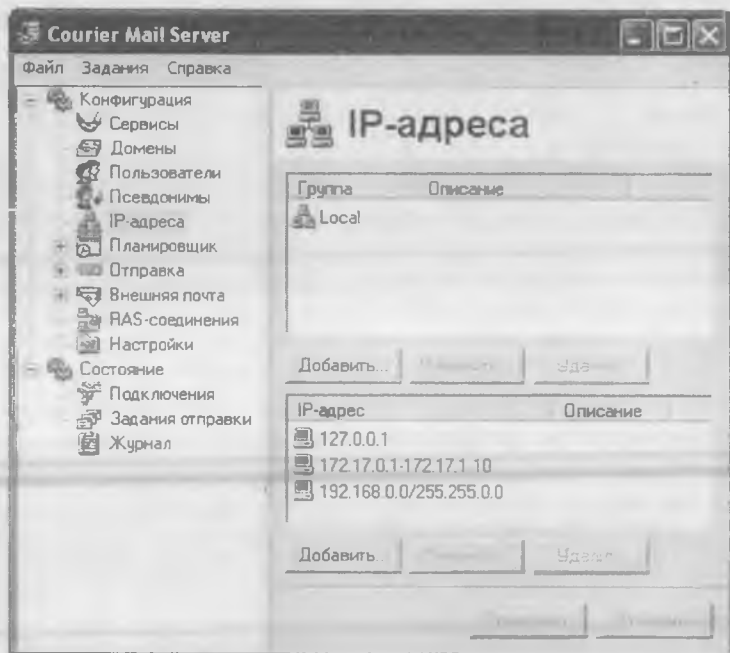 Courier Mail Server
Файл Задания Справка
Конфигурация
Сервисы
Домены
Пользователи
Псевдонимы
IP-адреса
Планировщик
Отправка
Внешняя почта
RAS-соединения
Настройки
Состояние
Подключения
Задания отправки
Журнал
IP-адреса
Группа Описание
Local
Добавить...
IP-адрес Описание
127.0.0.1
172.17.0.1-172.17.1.10
192.168.0.0/255.255.0.0
Добавить...